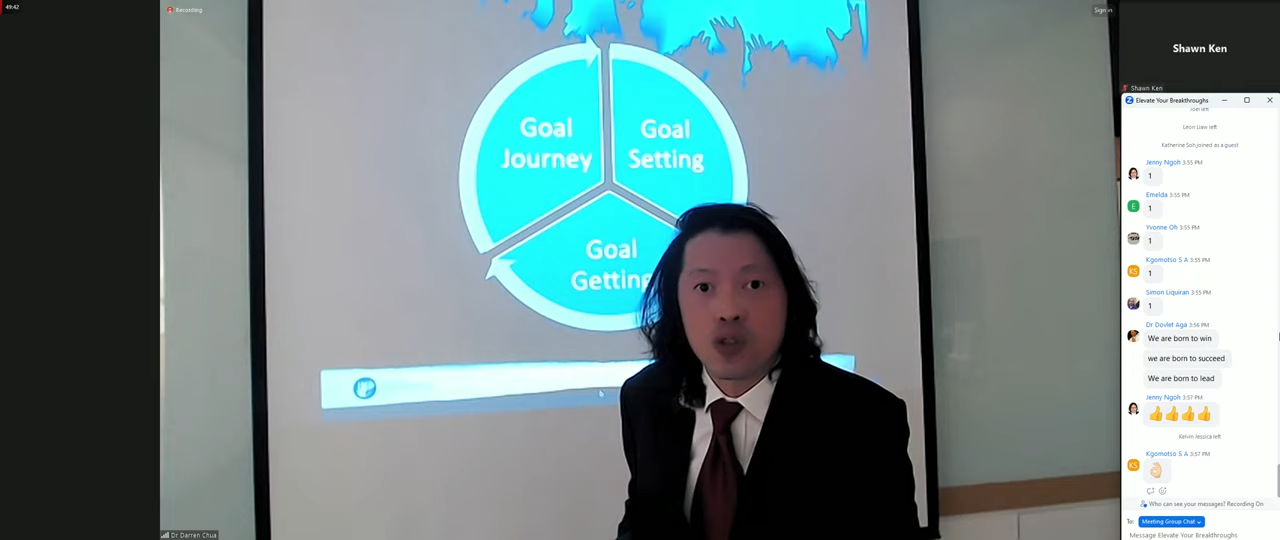 49:42
Recording
Sign in
Goal
Journey
Goal
Setting
Goal
Getting
Dr Darren Chua
Shawn Ken
Shawn Ken
Elevate Your Breakthroughs
Leon Liaw left
Katherine Soh joined as a guest
Jenny Ngoh 3:55 PM
1
Emelda 3:55 PM
E
1
Yvonne Oh 3:55 PM
1
Kgomotso S A 3:55 PM
KS
1
Simon Liquiran 3:55 PM
1
Dr Dovlet Aga 3:56 PM
We are born to win
we are born to succeed
We are born to lead
Jenny Ngoh 3:57 PM
👍👍👍👍
Kelvin Jessica left
Kgomotso S A 3:57 PM
KS
👌🏻
Who can see your messages? Recording On
To: Meeting Group Chat
Message Elevate Your Breakthroughs